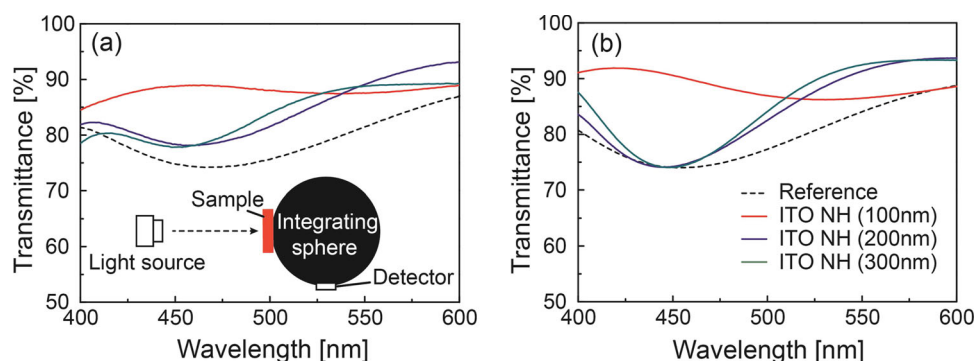 (a)
Transmittance [%]
100
90
80
70
60
50
400
450
500
550
600
Wavelength [nm]
Light source
Sample
Integrating
sphere
Detector
(b)
Transmittance [%]
100
90
80
70
60
50
400
450
500
550
600
Wavelength [nm]
Reference
ITO NH (100nm)
ITO NH (200nm)
ITO NH (300nm)